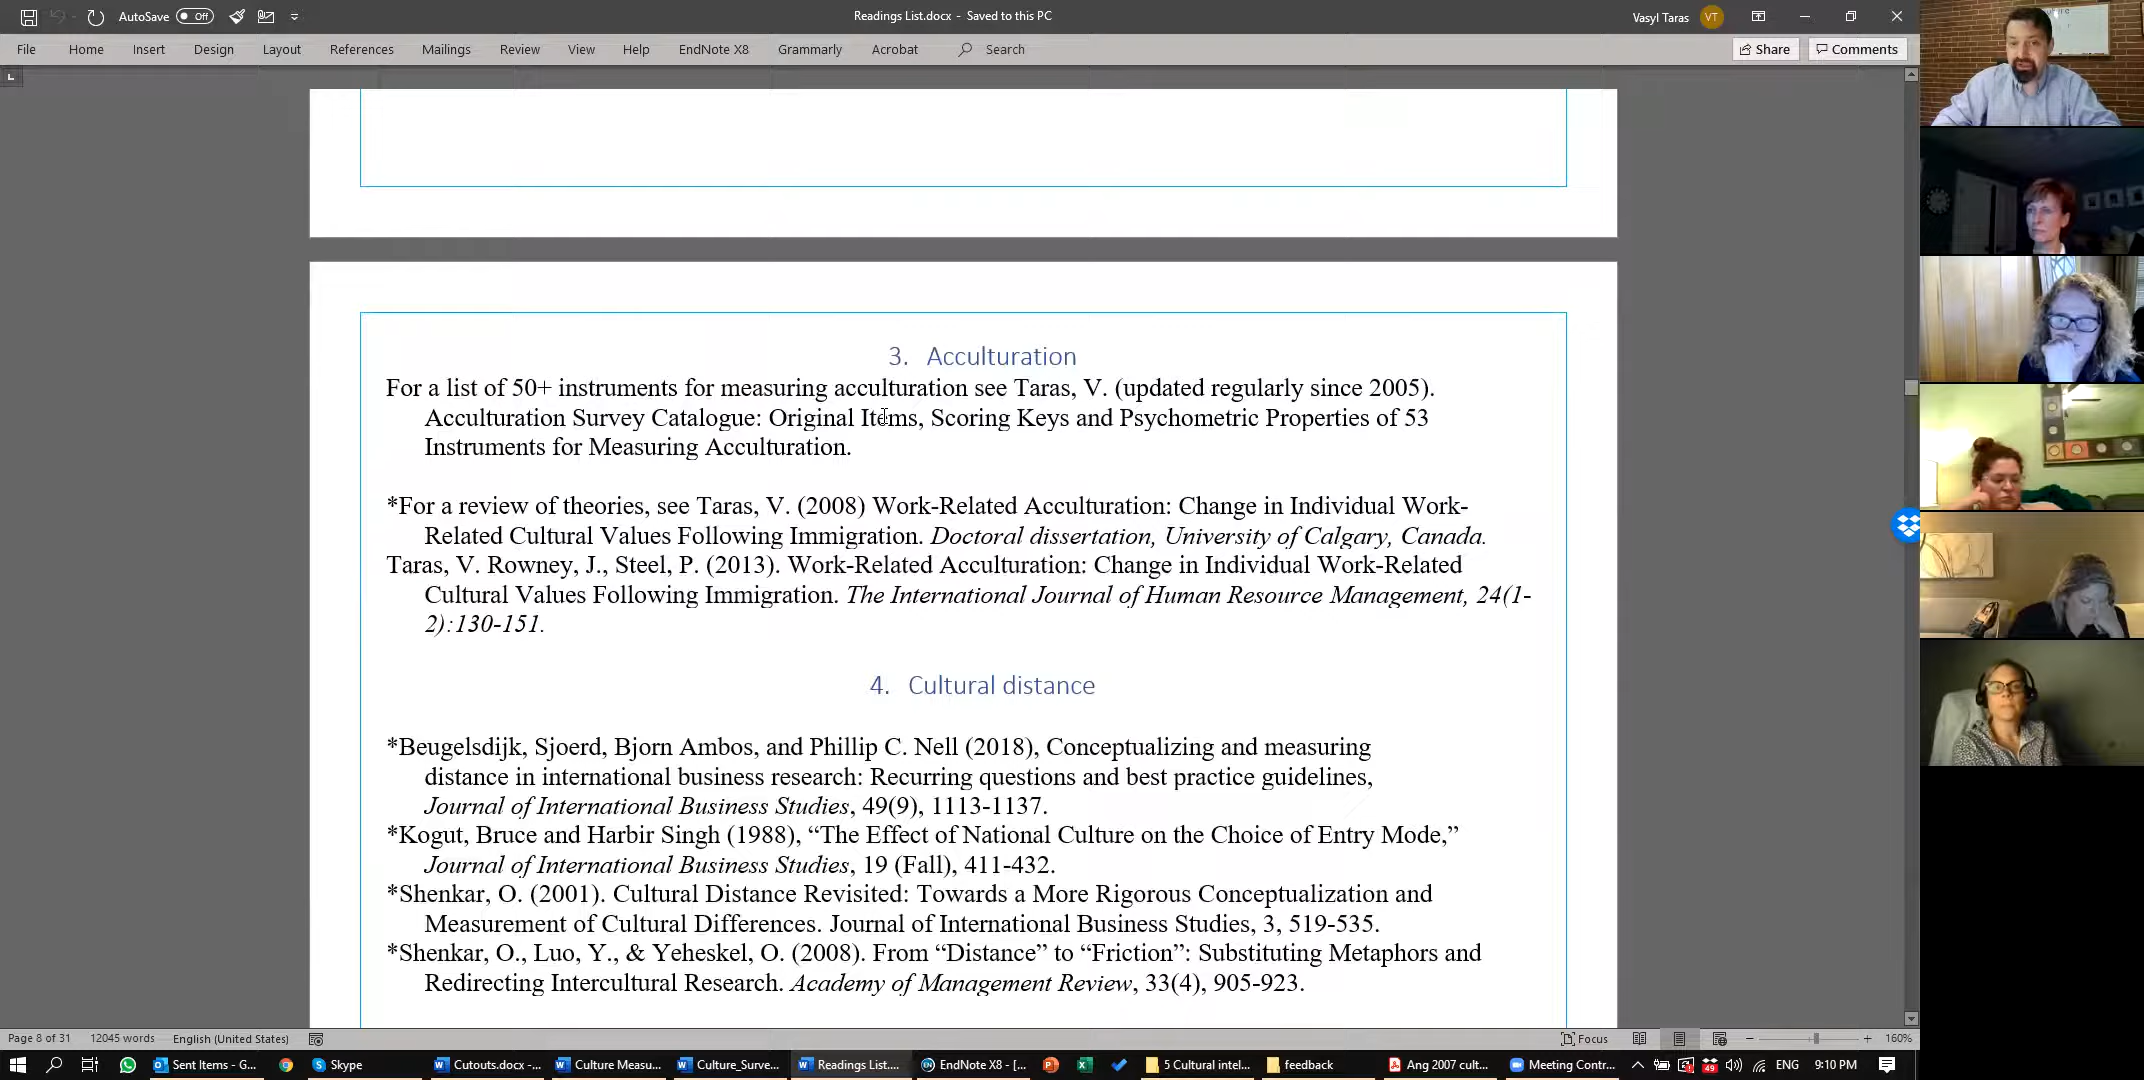 AutoSave Off
Readings List.docx - Saved to this PC
Vasyl Taras VT
File Home Insert Design Layout References Mailings Review View Help EndNote X8 Grammarly Acrobat Search
Share Comments
3. Acculturation
For a list of 50+ instruments for measuring acculturation see Taras, V. (updated regularly since 2005).
Acculturation Survey Catalogue: Original Items, Scoring Keys and Psychometric Properties of 53
Instruments for Measuring Acculturation.
*For a review of theories, see Taras, V. (2008) Work-Related Acculturation: Change in Individual Work-
Related Cultural Values Following Immigration. Doctoral dissertation, University of Calgary, Canada.
Taras, V. Rowney, J., Steel, P. (2013). Work-Related Acculturation: Change in Individual Work-Related
Cultural Values Following Immigration. The International Journal of Human Resource Management, 24(1-
2):130-151.
4. Cultural distance
*Beugelsdijk, Sjoerd, Bjorn Ambos, and Phillip C. Nell (2018), Conceptualizing and measuring
distance in international business research: Recurring questions and best practice guidelines,
Journal of International Business Studies, 49(9), 1113-1137.
*Kogut, Bruce and Harbir Singh (1988), “The Effect of National Culture on the Choice of Entry Mode,”
Journal of International Business Studies, 19 (Fall), 411-432.
*Shenkar, O. (2001). Cultural Distance Revisited: Towards a More Rigorous Conceptualization and
Measurement of Cultural Differences. Journal of International Business Studies, 3, 519-535.
*Shenkar, O., Luo, Y., & Yeheskel, O. (2008). From “Distance” to “Friction”: Substituting Metaphors and
Redirecting Intercultural Research. Academy of Management Review, 33(4), 905-923.
Page 8 of 31 12045 words English (United States)
Focus 160%
Sent Items - G... Skype Cutouts.docx -... Culture Measu... Culture_Surve... Readings List.... EndNote X8 - [... 5 Cultural intel... feedback Ang 2007 cult... Meeting Contr... 49 ENG 9:10 PM